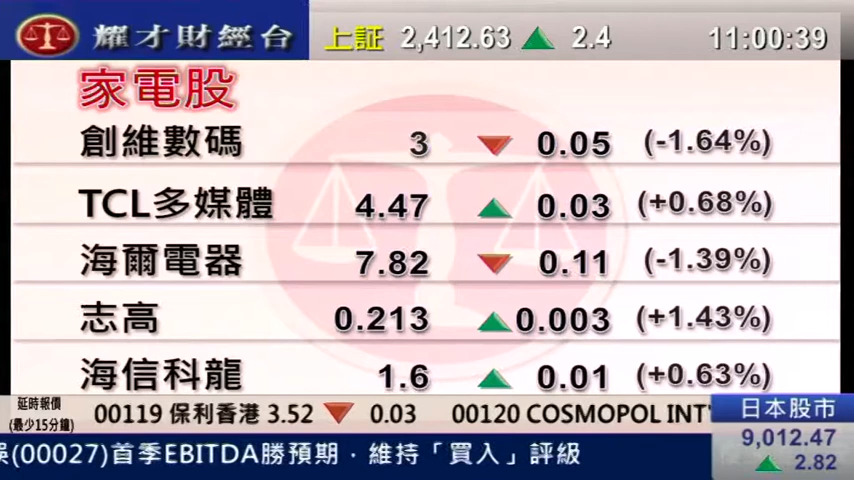 耀才財經台 上証 2,412.63 2.4 11:00:39
家電股
創維數碼 3 0.05 (-1.64%)
TCL多媒體 4.47 0.03 (+0.68%)
海爾電器 7.82 0.11 (-1.39%)
志高 0.213 0.003 (+1.43%)
海信科龍 1.6 0.01 (+0.63%)
延時報價
(最少15分鐘)
00119 保利香港 3.52 0.03 00120 COSMOPOL INT'
日本股市
9,012.47
2.82
(00027)首季EBITDA勝預期，維持「買入」評級